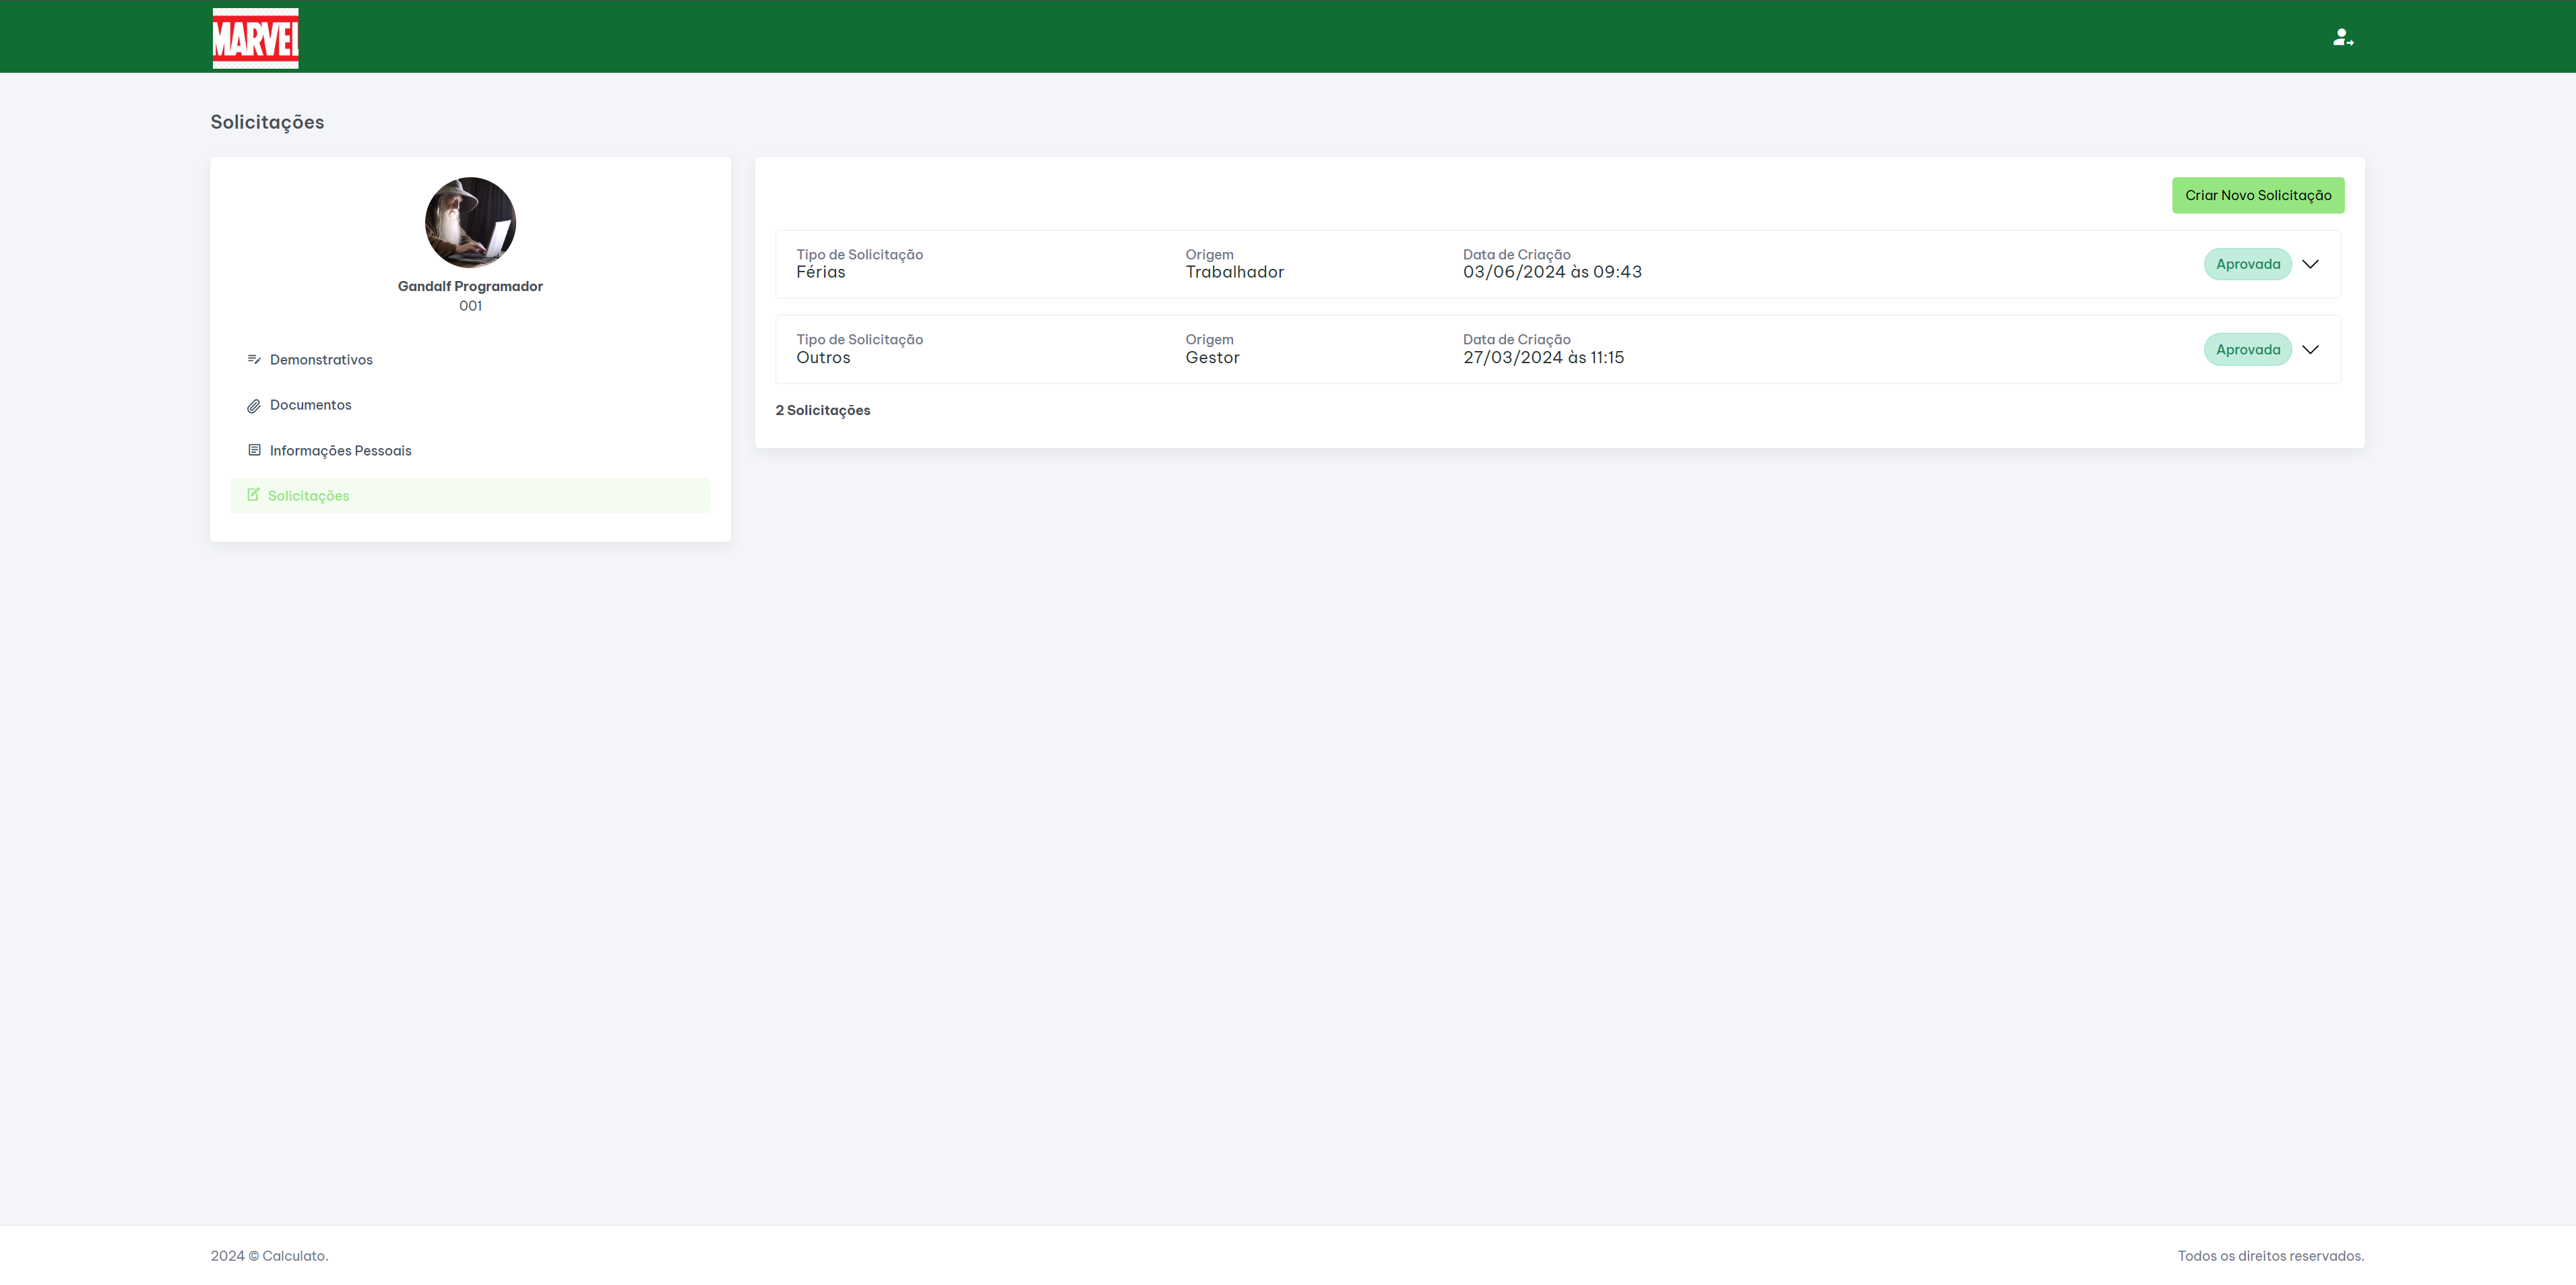 MARVEL
Solicitações
Gandalf Programador
001
Demonstrativos
Documentos
Informações Pessoais
Solicitações
Criar Novo Solicitação
Tipo de Solicitação Origem Data de Criação
Férias Trabalhador 03/06/2024 às 09:43 Aprovada
Tipo de Solicitação Origem Data de Criação
Outros Gestor 27/03/2024 às 11:15 Aprovada
2 Solicitações
2024 © Calculato. Todos os direitos reservados.